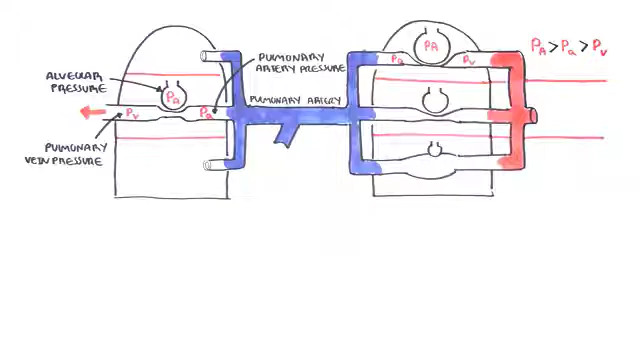 ALVEOLAR
PRESSURE
PA
Pv
Pa
PULMONARY
VEIN PRESSURE
PULMONARY
ARTERY PRESSURE
PULMONARY ARTERY
PA
Pa
Pv
PA > Pa > Pv